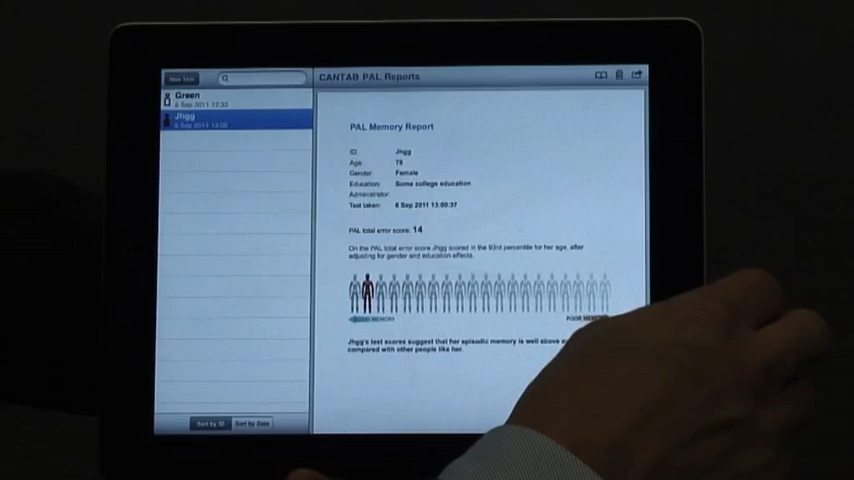 New Test
CANTAB PAL Reports
Green
6 Sep 2011 12:33
Jhgg
6 Sep 2011 13:00
PAL Memory Report
ID: Jhgg
Age: 78
Gender: Female
Education: Some college education
Administrator:
Test taken: 6 Sep 2011 13:00:37
PAL total error score: 14
On the PAL total error score Jhgg scored in the 93rd percentile for her age, after
adjusting for gender and education effects.
GOOD MEMORY
POOR MEMORY
Jhgg's test scores suggest that her episodic memory is well above
compared with other people like her.
Sort by ID
Sort by Date